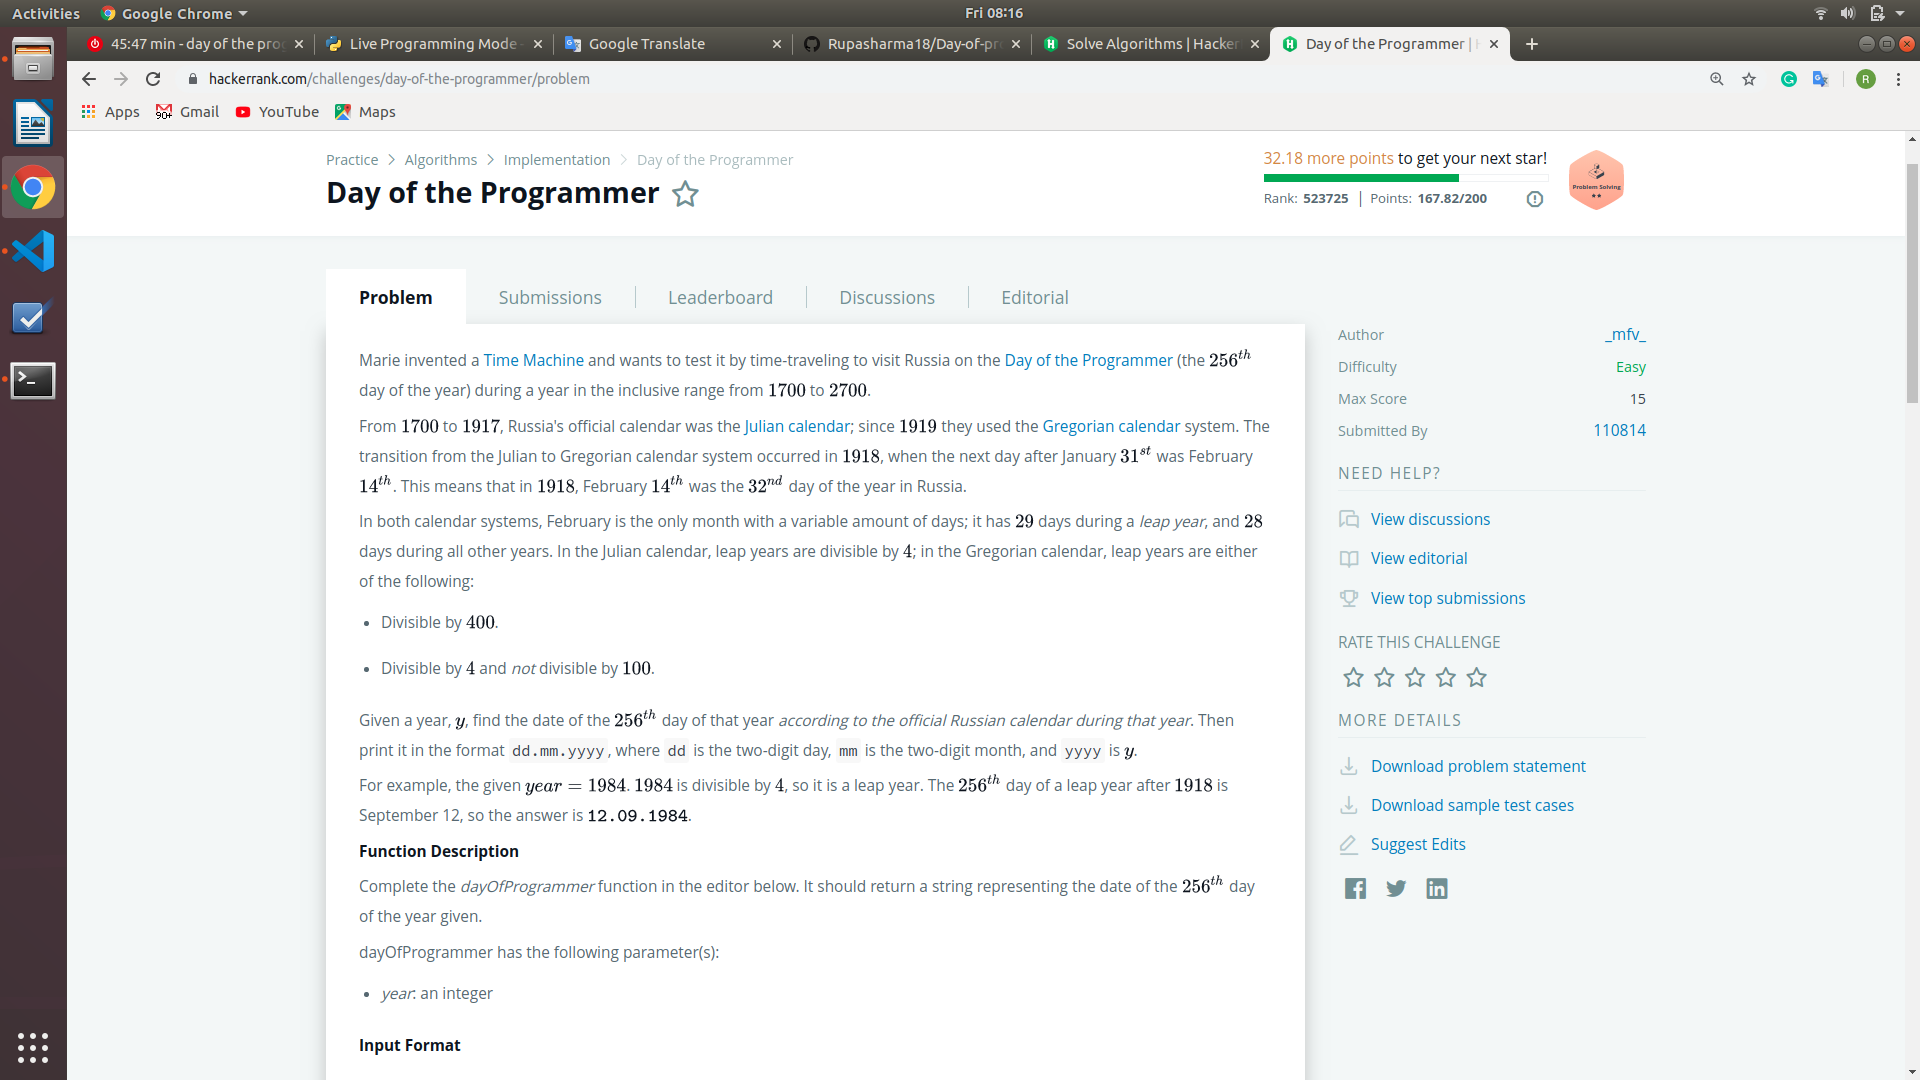 Activities
Google Chrome
Fri 08:16
45:47 min - day of the pro
Live Programming Mode -
Google Translate
Rupasharma18/Day-of-pr
Solve Algorithms | Hacker
Day of the Programmer | H
hackerrank.com/challenges/day-of-the-programmer/problem
R
Apps
90+
Gmail
YouTube
Maps
Practice
Algorithms
Implementation
Day of the Programmer
Day of the Programmer
32.18 more points to get your next star!
Rank: 523725 | Points: 167.82/200
Problem Solving
Problem
Submissions
Leaderboard
Discussions
Editorial
Marie invented a Time Machine and wants to test it by time-traveling to visit Russia on the Day of the Programmer (the 256th
day of the year) during a year in the inclusive range from 1700 to 2700.
From 1700 to 1917, Russia's official calendar was the Julian calendar; since 1919 they used the Gregorian calendar system. The
transition from the Julian to Gregorian calendar system occurred in 1918, when the next day after January 31st was February
14th. This means that in 1918, February 14th was the 32nd day of the year in Russia.
In both calendar systems, February is the only month with a variable amount of days; it has 29 days during a leap year, and 28
days during all other years. In the Julian calendar, leap years are divisible by 4; in the Gregorian calendar, leap years are either
of the following:
• Divisible by 400.
• Divisible by 4 and not divisible by 100.
Given a year, y, find the date of the 256th day of that year according to the official Russian calendar during that year. Then
print it in the format dd.mm.yyyy, where dd is the two-digit day, mm is the two-digit month, and yyyy is y.
For example, the given year = 1984. 1984 is divisible by 4, so it is a leap year. The 256th day of a leap year after 1918 is
September 12, so the answer is 12.09.1984.
Function Description
Complete the dayOfProgrammer function in the editor below. It should return a string representing the date of the 256th day
of the year given.
dayOfProgrammer has the following parameter(s):
• year: an integer
Input Format
Author _mfv_
Difficulty Easy
Max Score 15
Submitted By 110814
NEED HELP?
View discussions
View editorial
View top submissions
RATE THIS CHALLENGE
MORE DETAILS
Download problem statement
Download sample test cases
Suggest Edits